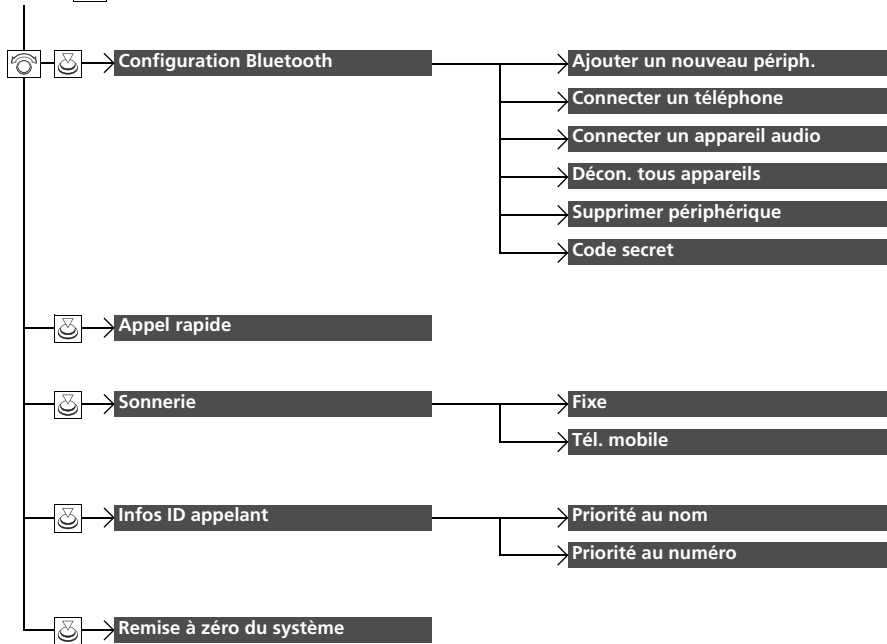 Configuration Bluetooth
Ajouter un nouveau périph.
Connecter un téléphone
Connecter un appareil audio
Décon. tous appareils
Supprimer périphérique
Code secret
Appel rapide
Sonnerie
Fixe
Tél. mobile
Infos ID appelant
Priorité au nom
Priorité au numéro
Remise à zéro du système